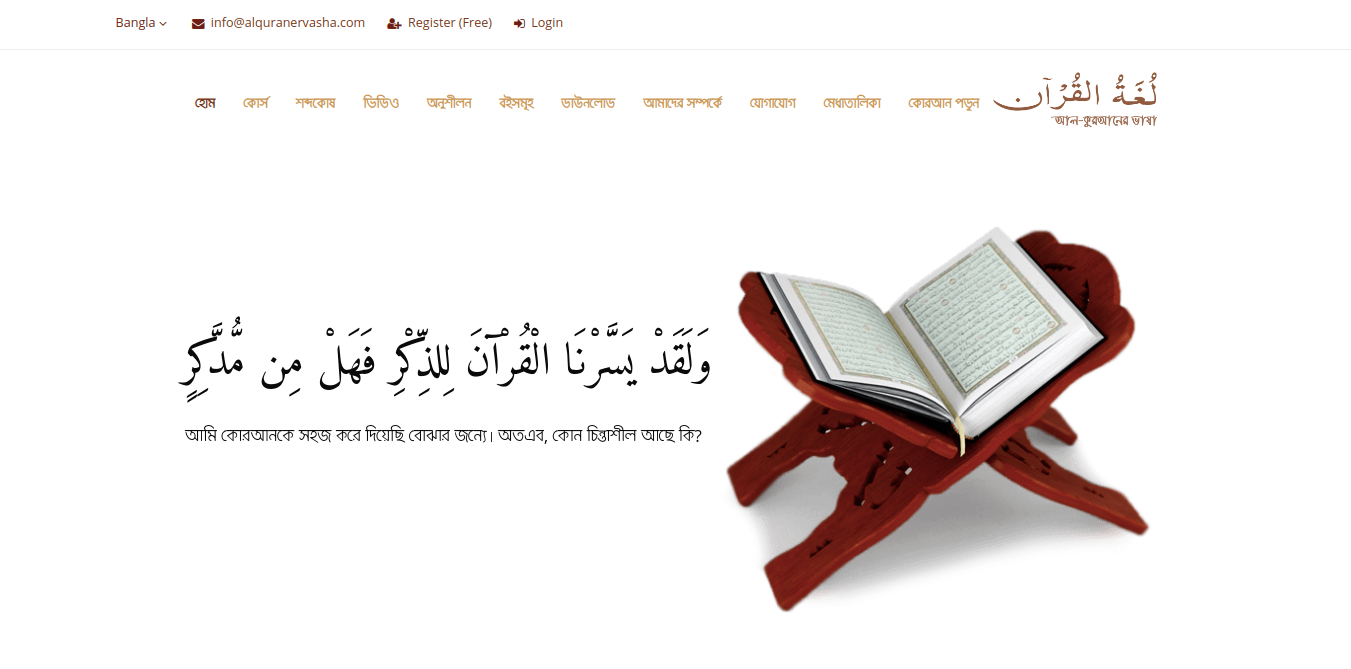 Bangla info@alquranervasha.com Register (Free) Login
হোম কোর্স শব্দকোষ ভিডিও অনুশীলন বইসমূহ ডাউনলোড আমাদের সম্পর্কে যোগাযোগ মেধাতালিকা কোরআন পড়ুন
لُغَةُ الْقُرْآن
আল-কুরআনের ভাষা
وَلَقَدْ يَسَّرْنَا الْقُرْآنَ لِلذِّكْرِ فَهَلْ مِن مُّدَّكِرٍ
আমি কোরআনকে সহজ করে দিয়েছি বোঝার জন্যে। অতএব, কোন চিন্তাশীল আছে কি?